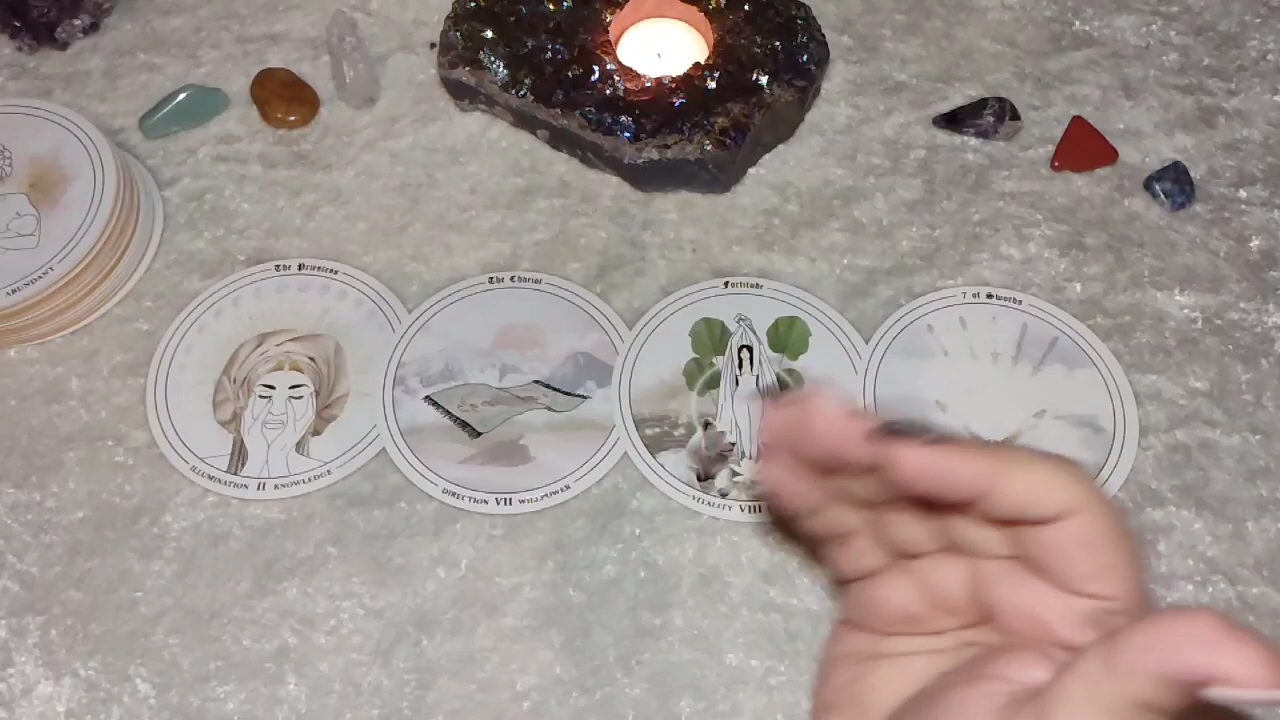 ABUNDANT
The Priestess
ILLUMINATION II KNOWLEDGE
The Chariot
DIRECTION VII WILLPOWER
Fortitude
VITALITY VIII
7 of Swords